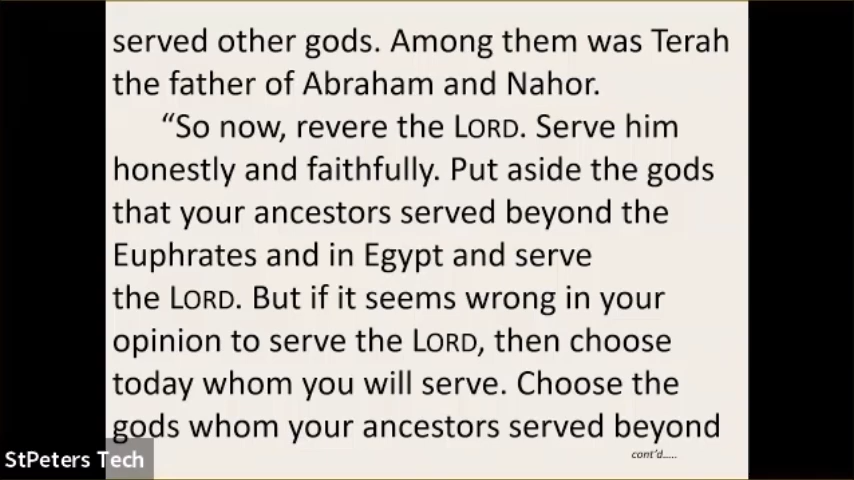 served other gods. Among them was Terah
the father of Abraham and Nahor.
“So now, revere the LORD. Serve him
honestly and faithfully. Put aside the gods
that your ancestors served beyond the
Euphrates and in Egypt and serve
the LORD. But if it seems wrong in your
opinion to serve the LORD, then choose
today whom you will serve. Choose the
gods whom your ancestors served beyond
cont’d.....
StPeters Tech